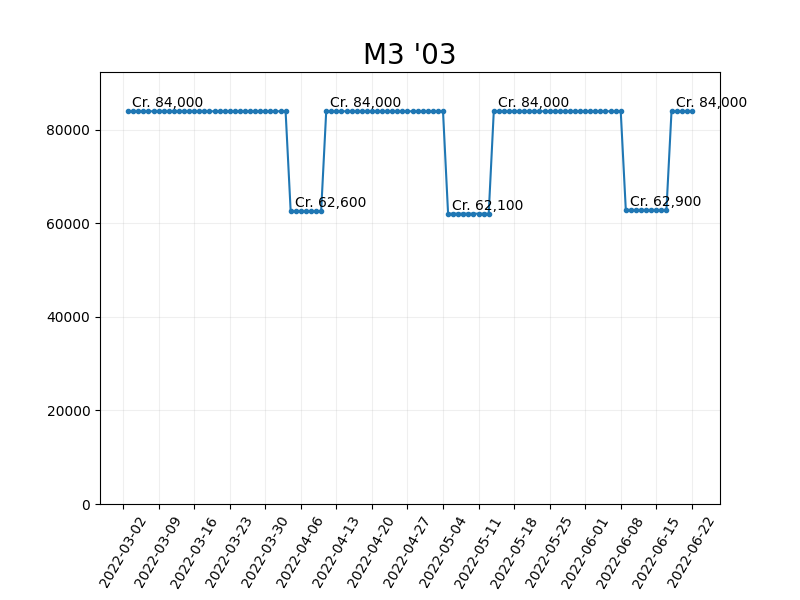 M3 '03
Cr. 84,000
Cr. 84,000
Cr. 84,000
Cr. 84,000
Cr. 62,600
Cr. 62,100
Cr. 62,900
80000
60000
40000
20000
0
2022-03-02
2022-03-09
2022-03-16
2022-03-23
2022-03-30
2022-04-06
2022-04-13
2022-04-20
2022-04-27
2022-05-04
2022-05-11
2022-05-18
2022-05-25
2022-06-01
2022-06-08
2022-06-15
2022-06-22